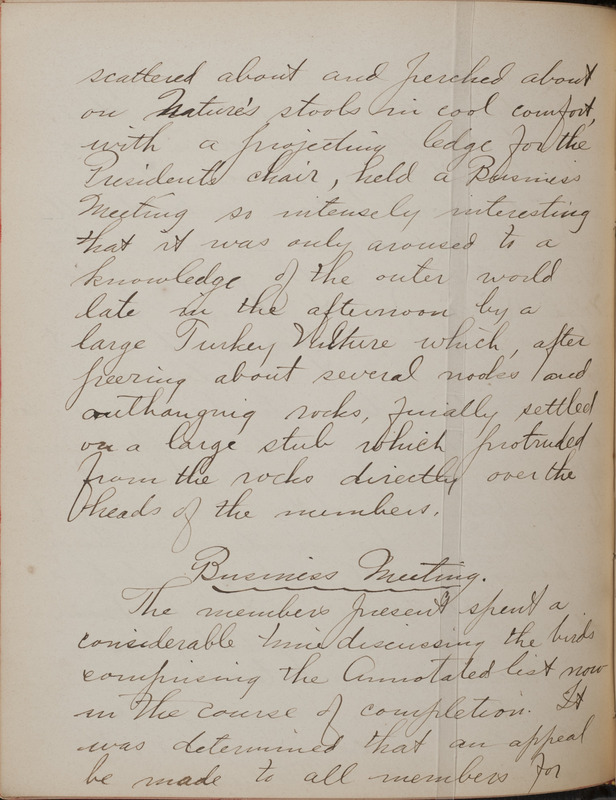 scattered about and perched about
on Nature's stools in cool comfort,
with a projecting ledge for the
President's chair, held a Business
Meeting so intensely interesting
that it was only aroused to a
knowledge of the outer world
late in the afternoon by a
large Turkey Vulture which, after
peering about several nooks and
outhanging rocks, finally settled
on a large stub which protruded
from the rocks directly over the
heads of the members.
Business Meeting.
The members present spent a
considerable time discussing the birds
comprising the Annotated list now
in the course of completion. It
was determined that an appeal
be made to all members for